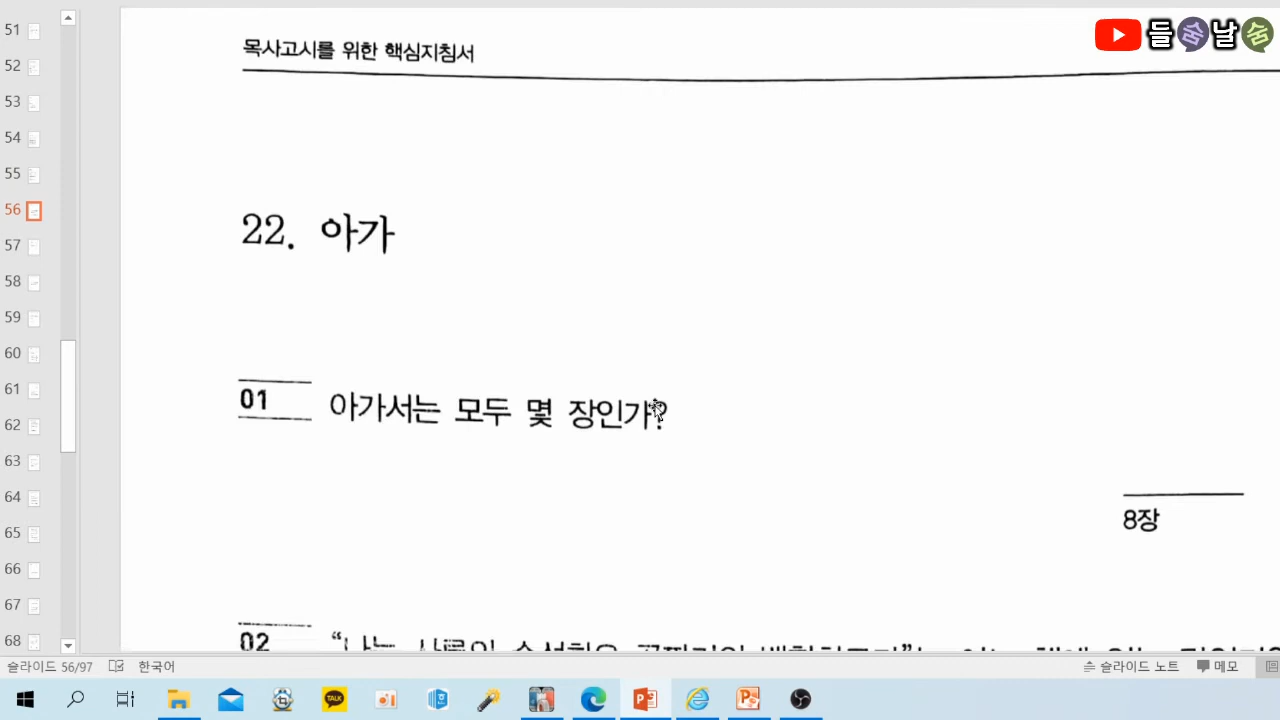 51
52
53
54
55
56
57
58
59
60
61
62
63
64
65
66
67
68
목사고시를 위한 핵심지침서
들숨날숨
22. 아가
01 아가서는 모두 몇 장인가?
8장
02
슬라이드 56/97 한국어
슬라이드 노트 메모
TALK